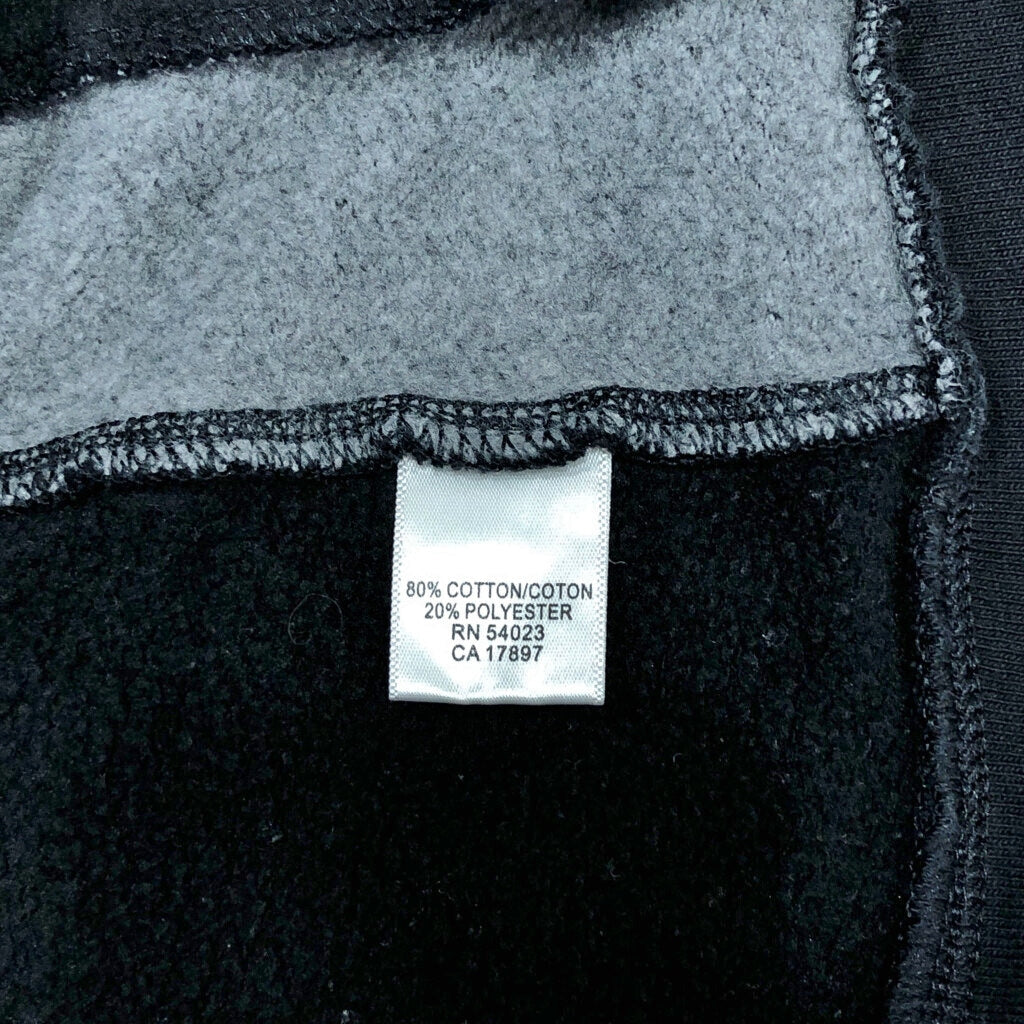 80% COTTON/COTON
20% POLYESTER
RN 54023
CA 17897